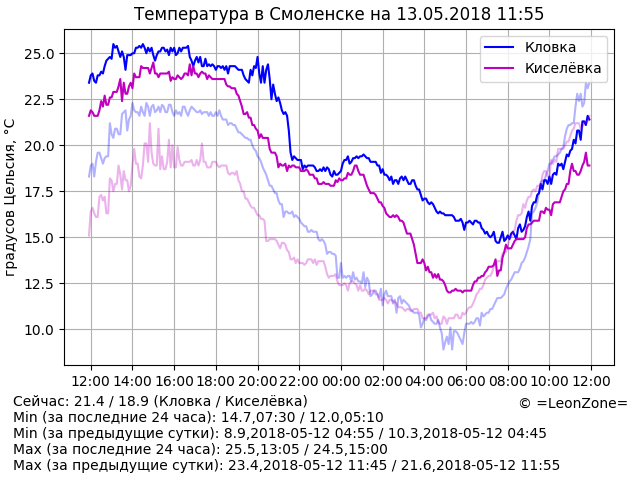 Температура в Смоленске на 13.05.2018 11:55
Кловка
Киселёвка
градусов Цельсия, °C
25.0
22.5
20.0
17.5
15.0
12.5
10.0
12:00 14:00 16:00 18:00 20:00 22:00 00:00 02:00 04:00 06:00 08:00 10:00 12:00
Сейчас: 21.4 / 18.9 (Кловка / Киселёвка)
© =LeonZone=
Min (за последние 24 часа): 14.7,07:30 / 12.0,05:10
Min (за предыдущие сутки): 8.9,2018-05-12 04:55 / 10.3,2018-05-12 04:45
Max (за последние 24 часа): 25.5,13:05 / 24.5,15:00
Max (за предыдущие сутки): 23.4,2018-05-12 11:45 / 21.6,2018-05-12 11:55